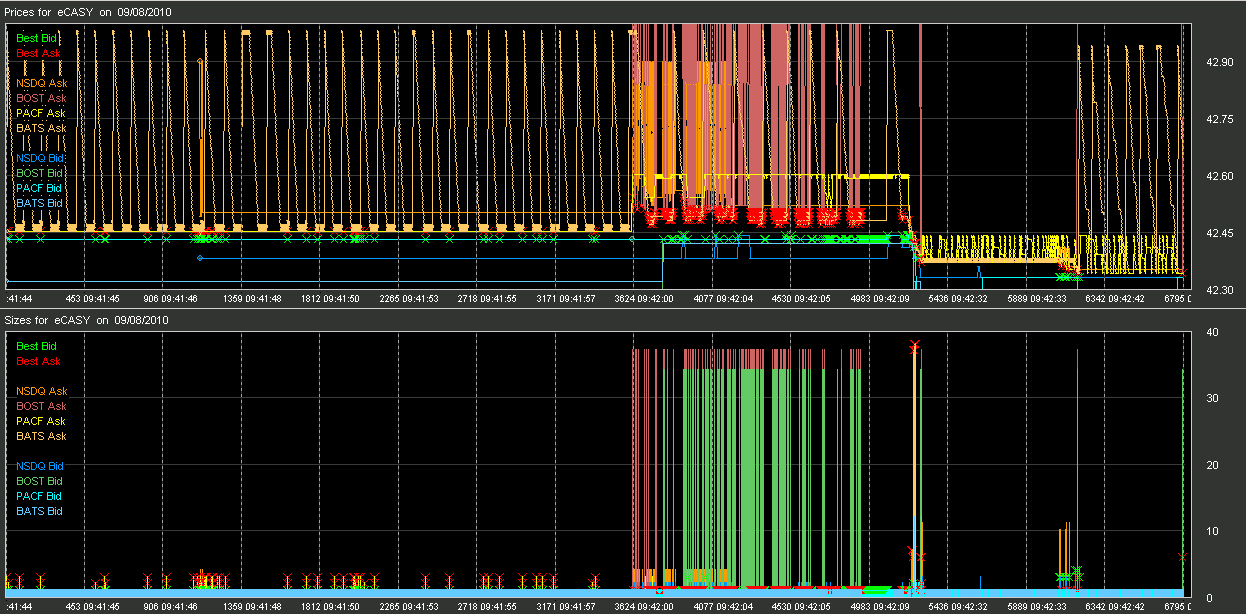 Prices for eCASY on 09/08/2010
Best Bid
Best Ask
NSDQ Ask
BOST Ask
PACF Ask
BATS Ask
NSDQ Bid
BOST Bid
PACF Bid
BATS Bid
42.90
42.75
42.60
42.45
42.30
:41:44 453 09:41:45 906 09:41:46 1359 09:41:48 1812 09:41:50 2265 09:41:53 2718 09:41:55 3171 09:41:57 3624 09:42:00 4077 09:42:04 4530 09:42:05 4983 09:42:09 5436 09:42:32 5889 09:42:33 6342 09:42:42 6795
Sizes for eCASY on 09/08/2010
Best Bid
Best Ask
NSDQ Ask
BOST Ask
PACF Ask
BATS Ask
NSDQ Bid
BOST Bid
PACF Bid
BATS Bid
40
30
20
10
0
:41:44 453 09:41:45 906 09:41:46 1359 09:41:48 1812 09:41:50 2265 09:41:53 2718 09:41:55 3171 09:41:57 3624 09:42:00 4077 09:42:04 4530 09:42:05 4983 09:42:09 5436 09:42:32 5889 09:42:33 6342 09:42:42 6795